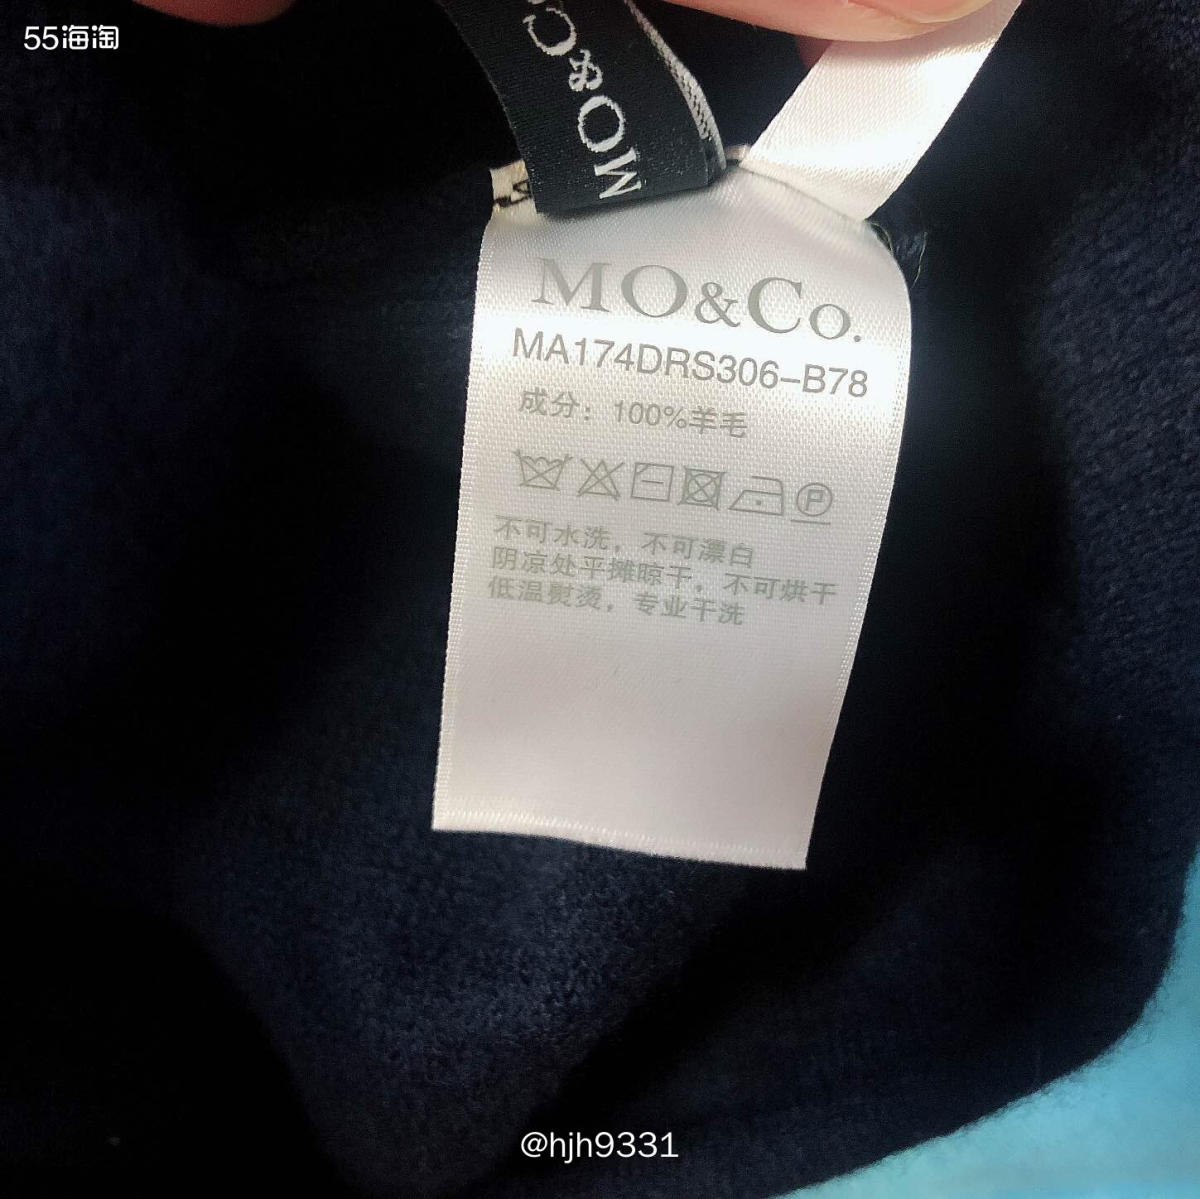 55海淘
MO&CO
MO&Co.
MA174DRS306-B78
成分：100%羊毛
P
不可水洗，不可漂白
阴凉处平摊晾干，不可烘干
低温熨烫，专业干洗
@hjh9331